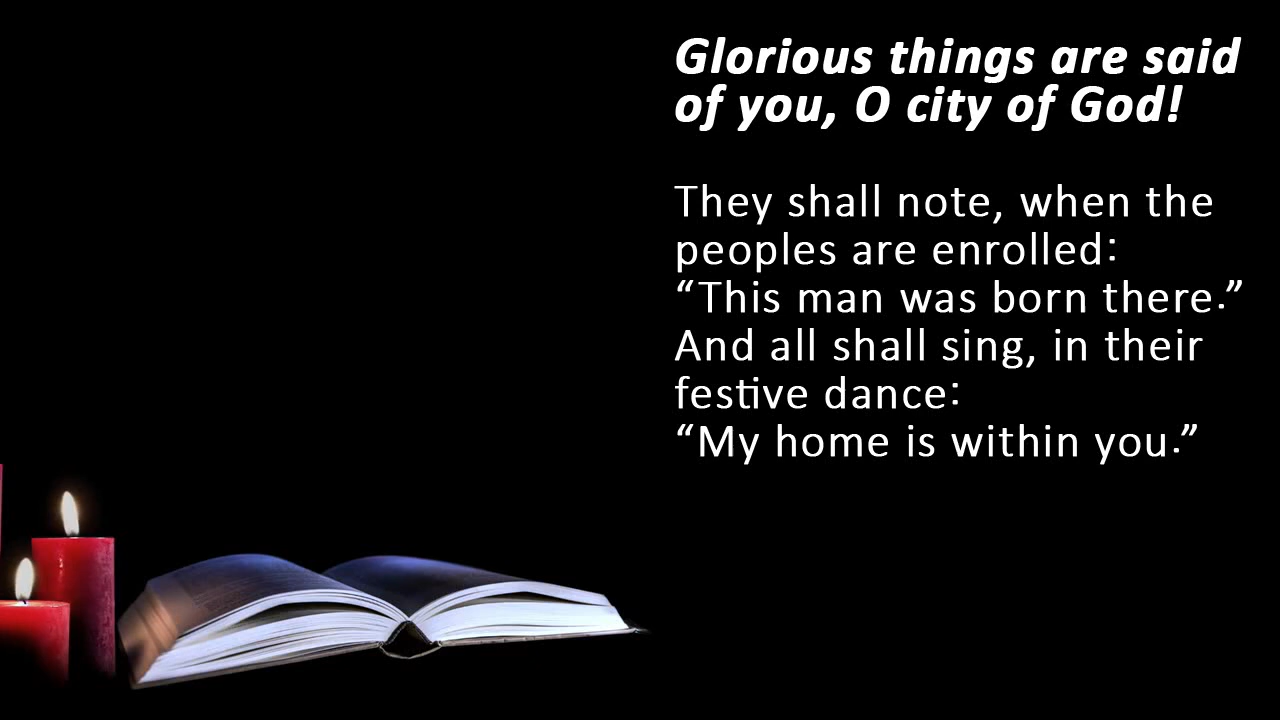 Glorious things are said
of you, O city of God!
They shall note, when the
peoples are enrolled:
“This man was born there.”
And all shall sing, in their
festive dance:
“My home is within you.”